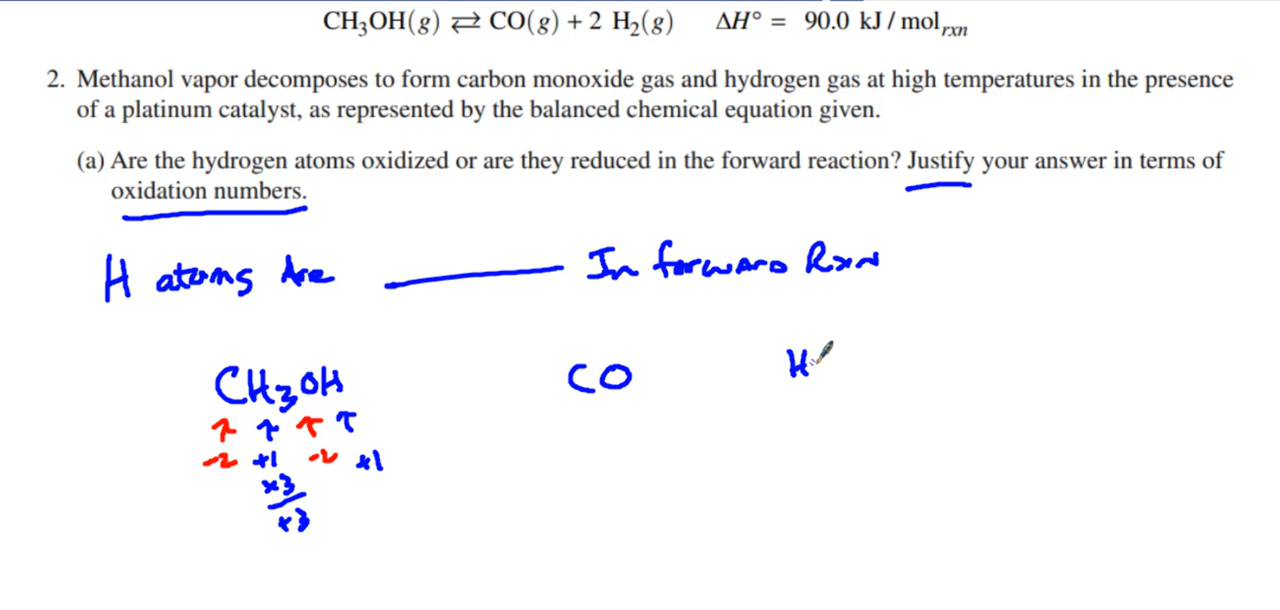 CH₃OH(g) ⇄ CO(g) + 2 H₂(g) ΔH° = 90.0 kJ / mol rxn
2. Methanol vapor decomposes to form carbon monoxide gas and hydrogen gas at high temperatures in the presence
of a platinum catalyst, as represented by the balanced chemical equation given.
(a) Are the hydrogen atoms oxidized or are they reduced in the forward reaction? Justify your answer in terms of
oxidation numbers.
H atoms Are ______ In forward Rxn
CH₃OH CO H
-2 +1 -2 +1
x3
+3